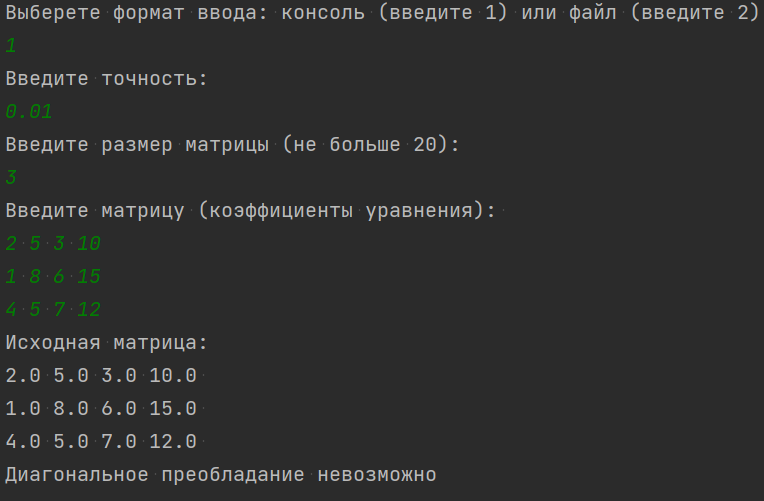 Выберете формат ввода: консоль (введите 1) или файл (введите 2)
1
Введите точность:
0.01
Введите размер матрицы (не больше 20):
3
Введите матрицу (коэффициенты уравнения):
2 5 3 10
1 8 6 15
4 5 7 12
Исходная матрица:
2.0 5.0 3.0 10.0
1.0 8.0 6.0 15.0
4.0 5.0 7.0 12.0
Диагональное преобладание невозможно